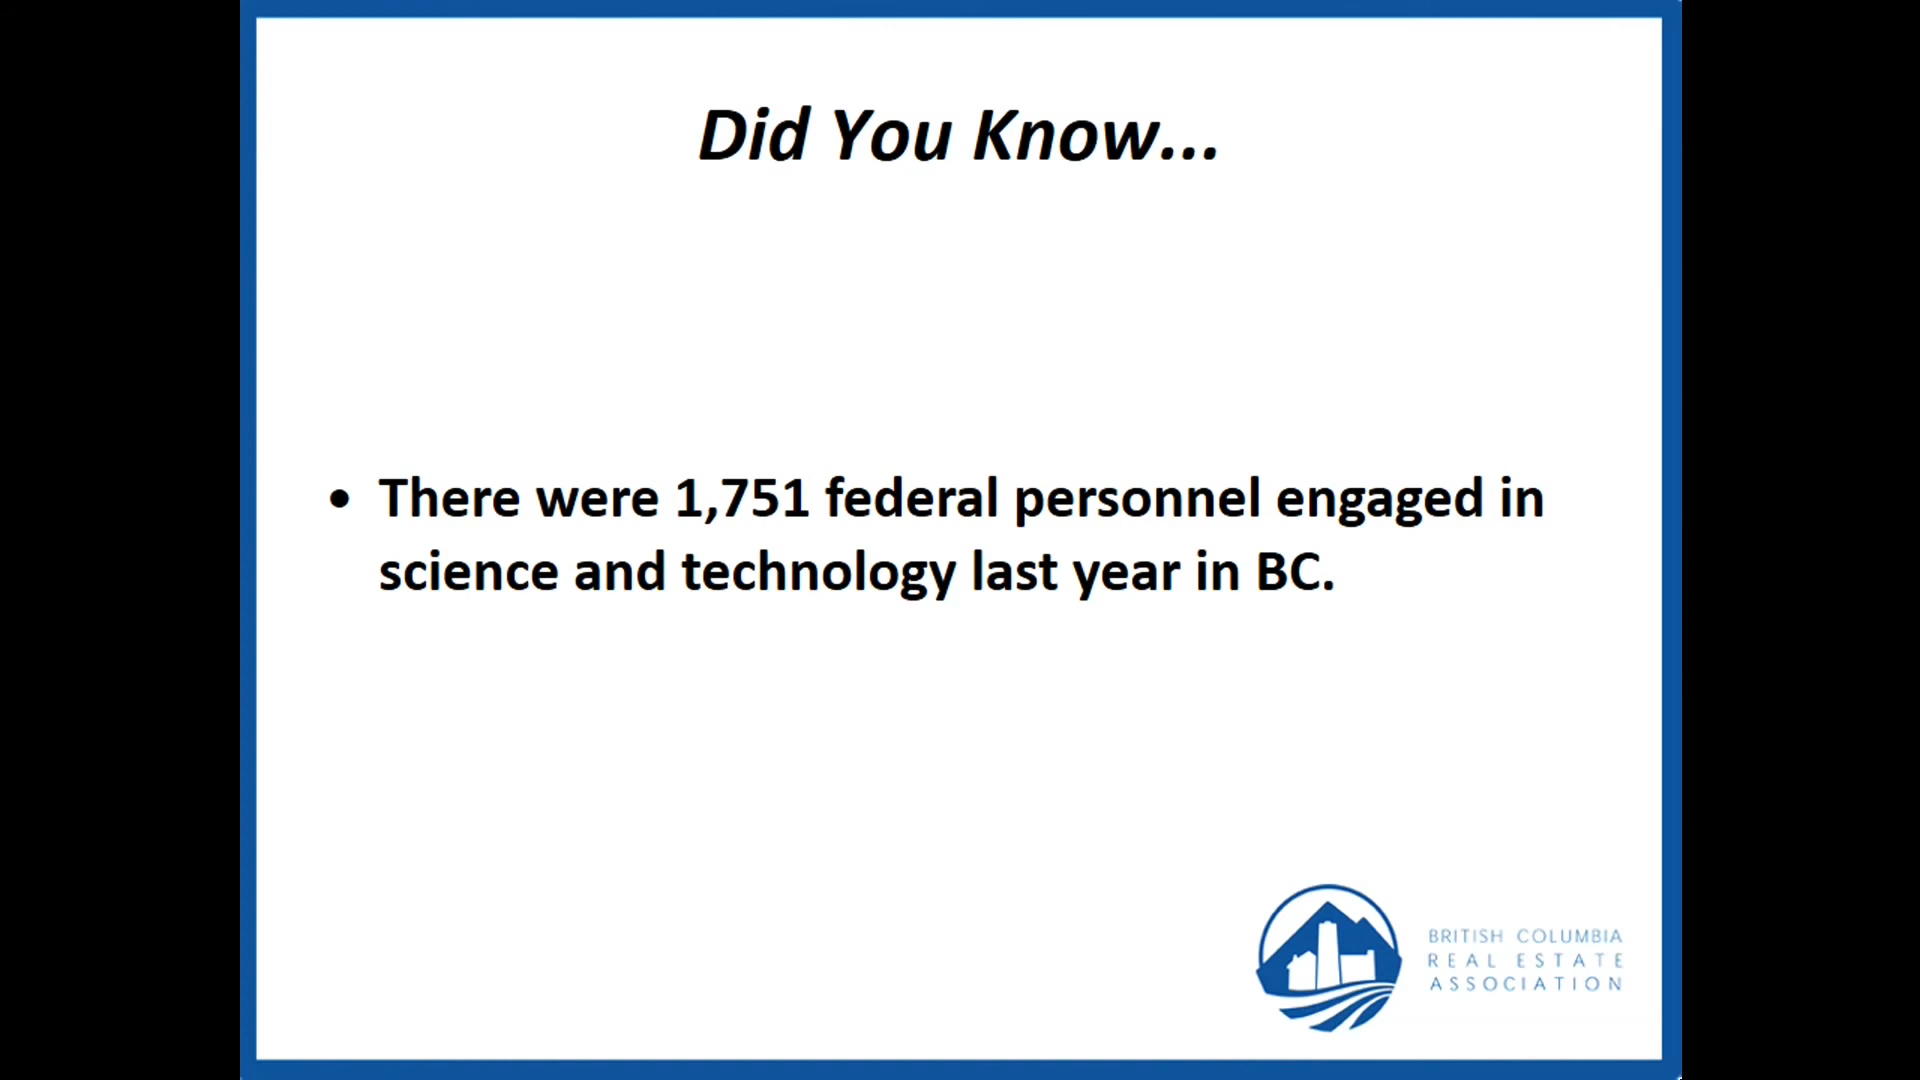 Did You Know...
• There were 1,751 federal personnel engaged in
science and technology last year in BC.
BRITISH COLUMBIA
REAL ESTATE
ASSOCIATION